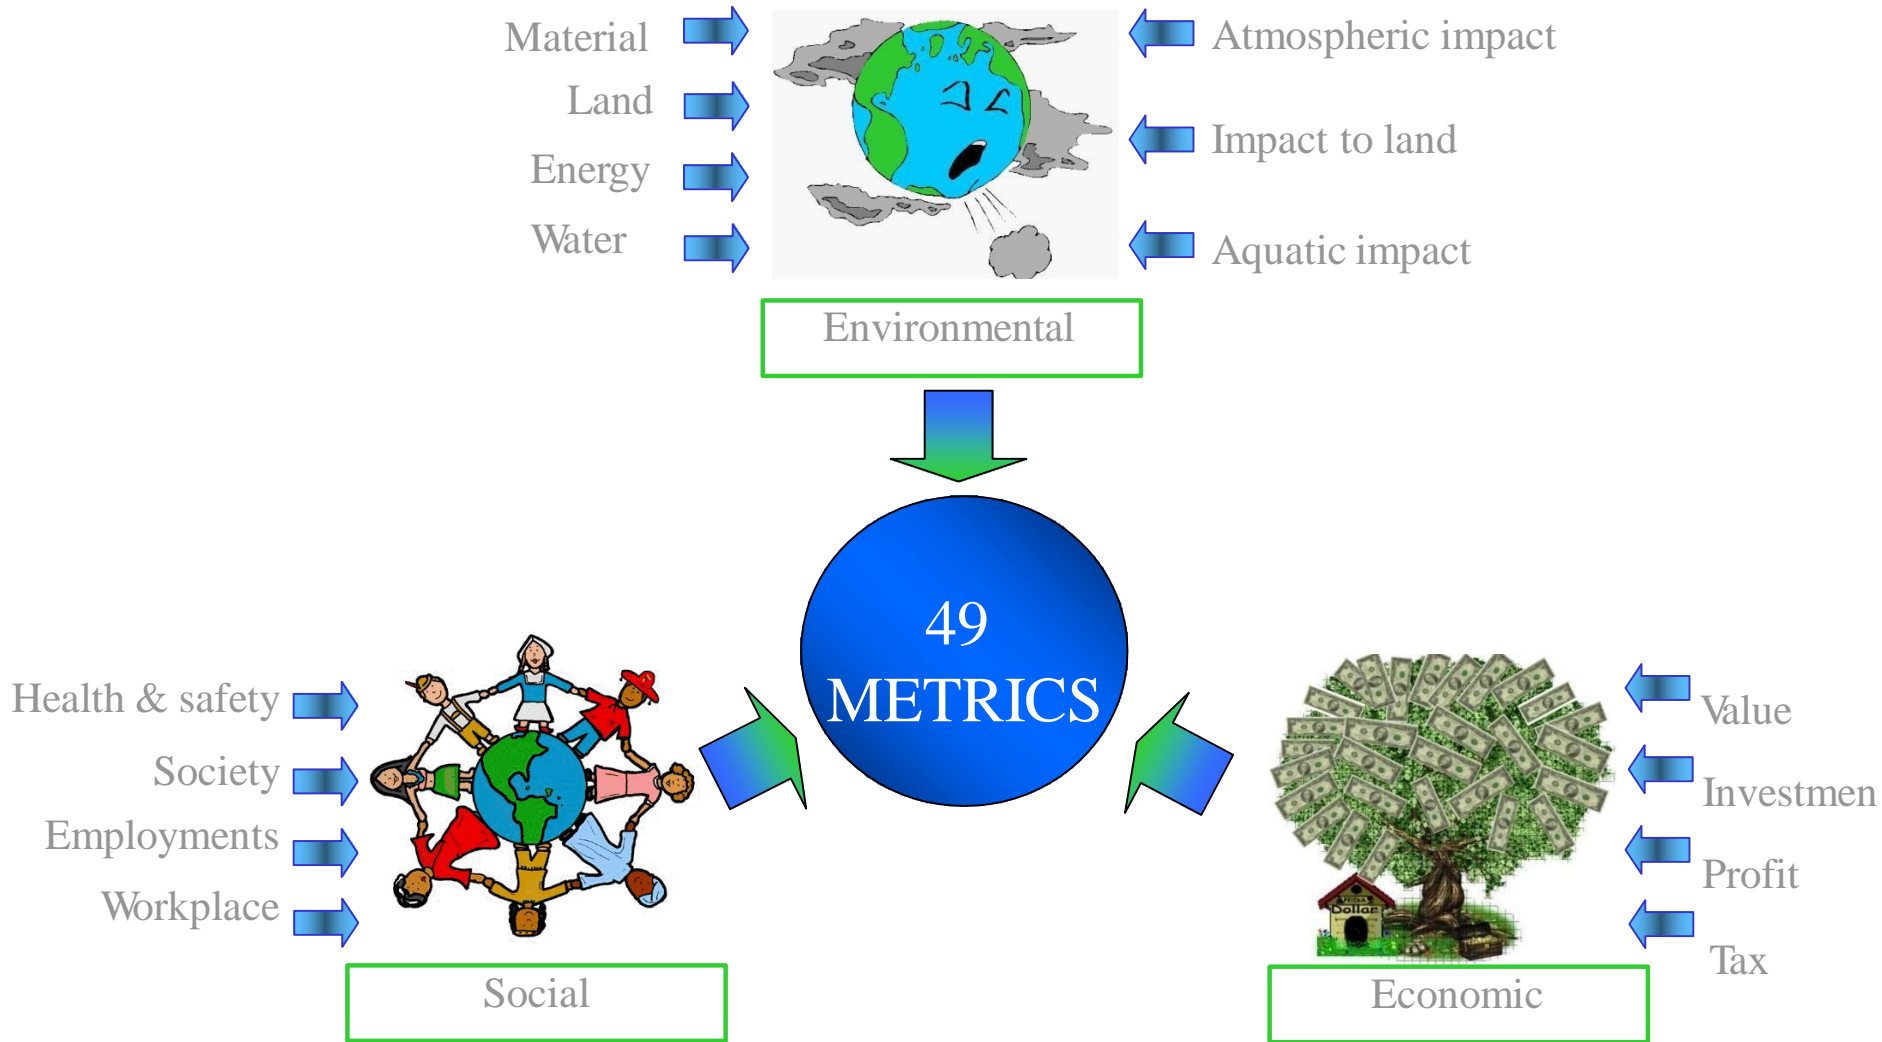 Material
Land
Energy
Water
Atmospheric impact
Impact to land
Aquatic impact
Environmental
49
METRICS
Health & safety
Society
Employments
Workplace
Social
Value
Investmen
Profit
Tax
Dollar
Economic